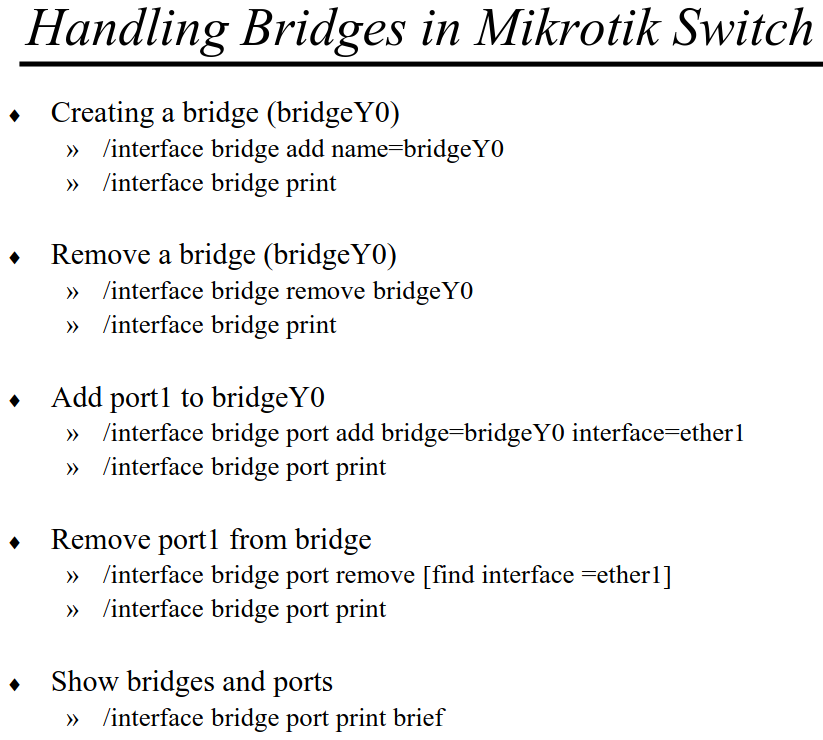 Handling Bridges in Mikrotik Switch
♦ Creating a bridge (bridgeY0)
» /interface bridge add name=bridgeY0
» /interface bridge print
♦ Remove a bridge (bridgeY0)
» /interface bridge remove bridgeY0
» /interface bridge print
♦ Add port1 to bridgeY0
» /interface bridge port add bridge=bridgeY0 interface=ether1
» /interface bridge port print
♦ Remove port1 from bridge
» /interface bridge port remove [find interface =ether1]
» /interface bridge port print
♦ Show bridges and ports
» /interface bridge port print brief